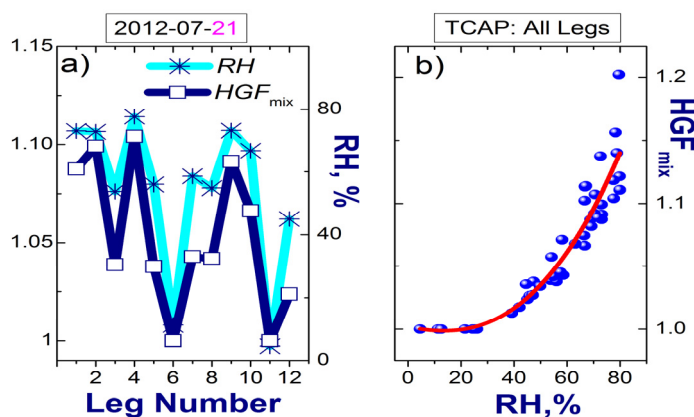 2012-07-21
TCAP: All Legs
1.15
1.10
1.05
1
a)
RH
HGFmix
80
40
0
RH, %
2 4 6 8 10 12
Leg Number
b)
1.2
1.1
1.0
HGFmix
0 20 40 60 80
RH, %